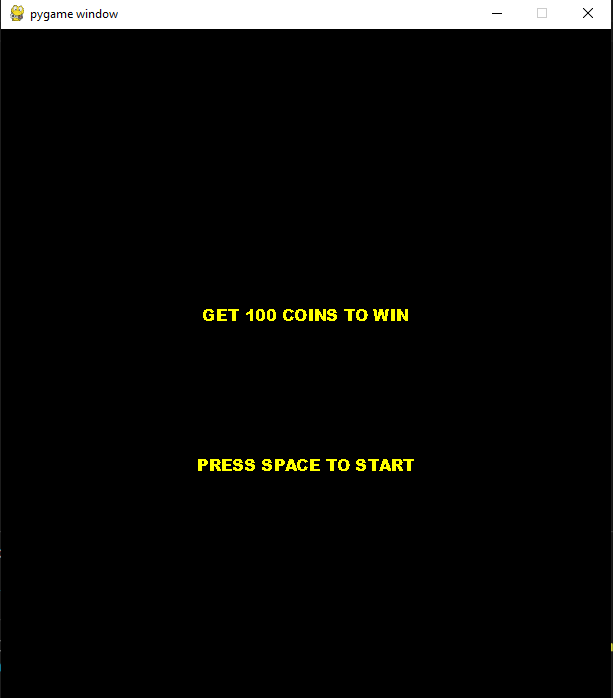 pygame window
GET 100 COINS TO WIN
PRESS SPACE TO START